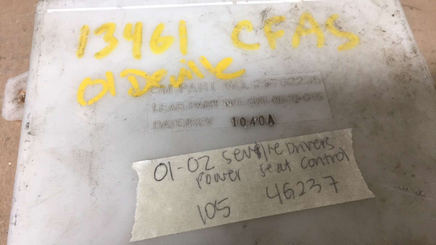 13461 CFAS
01 Deville
GM PART NO.
LEAR PART NO.
DATE/REV 1040A
01-02 Seville Drivers
Power Seat Control
105 46237